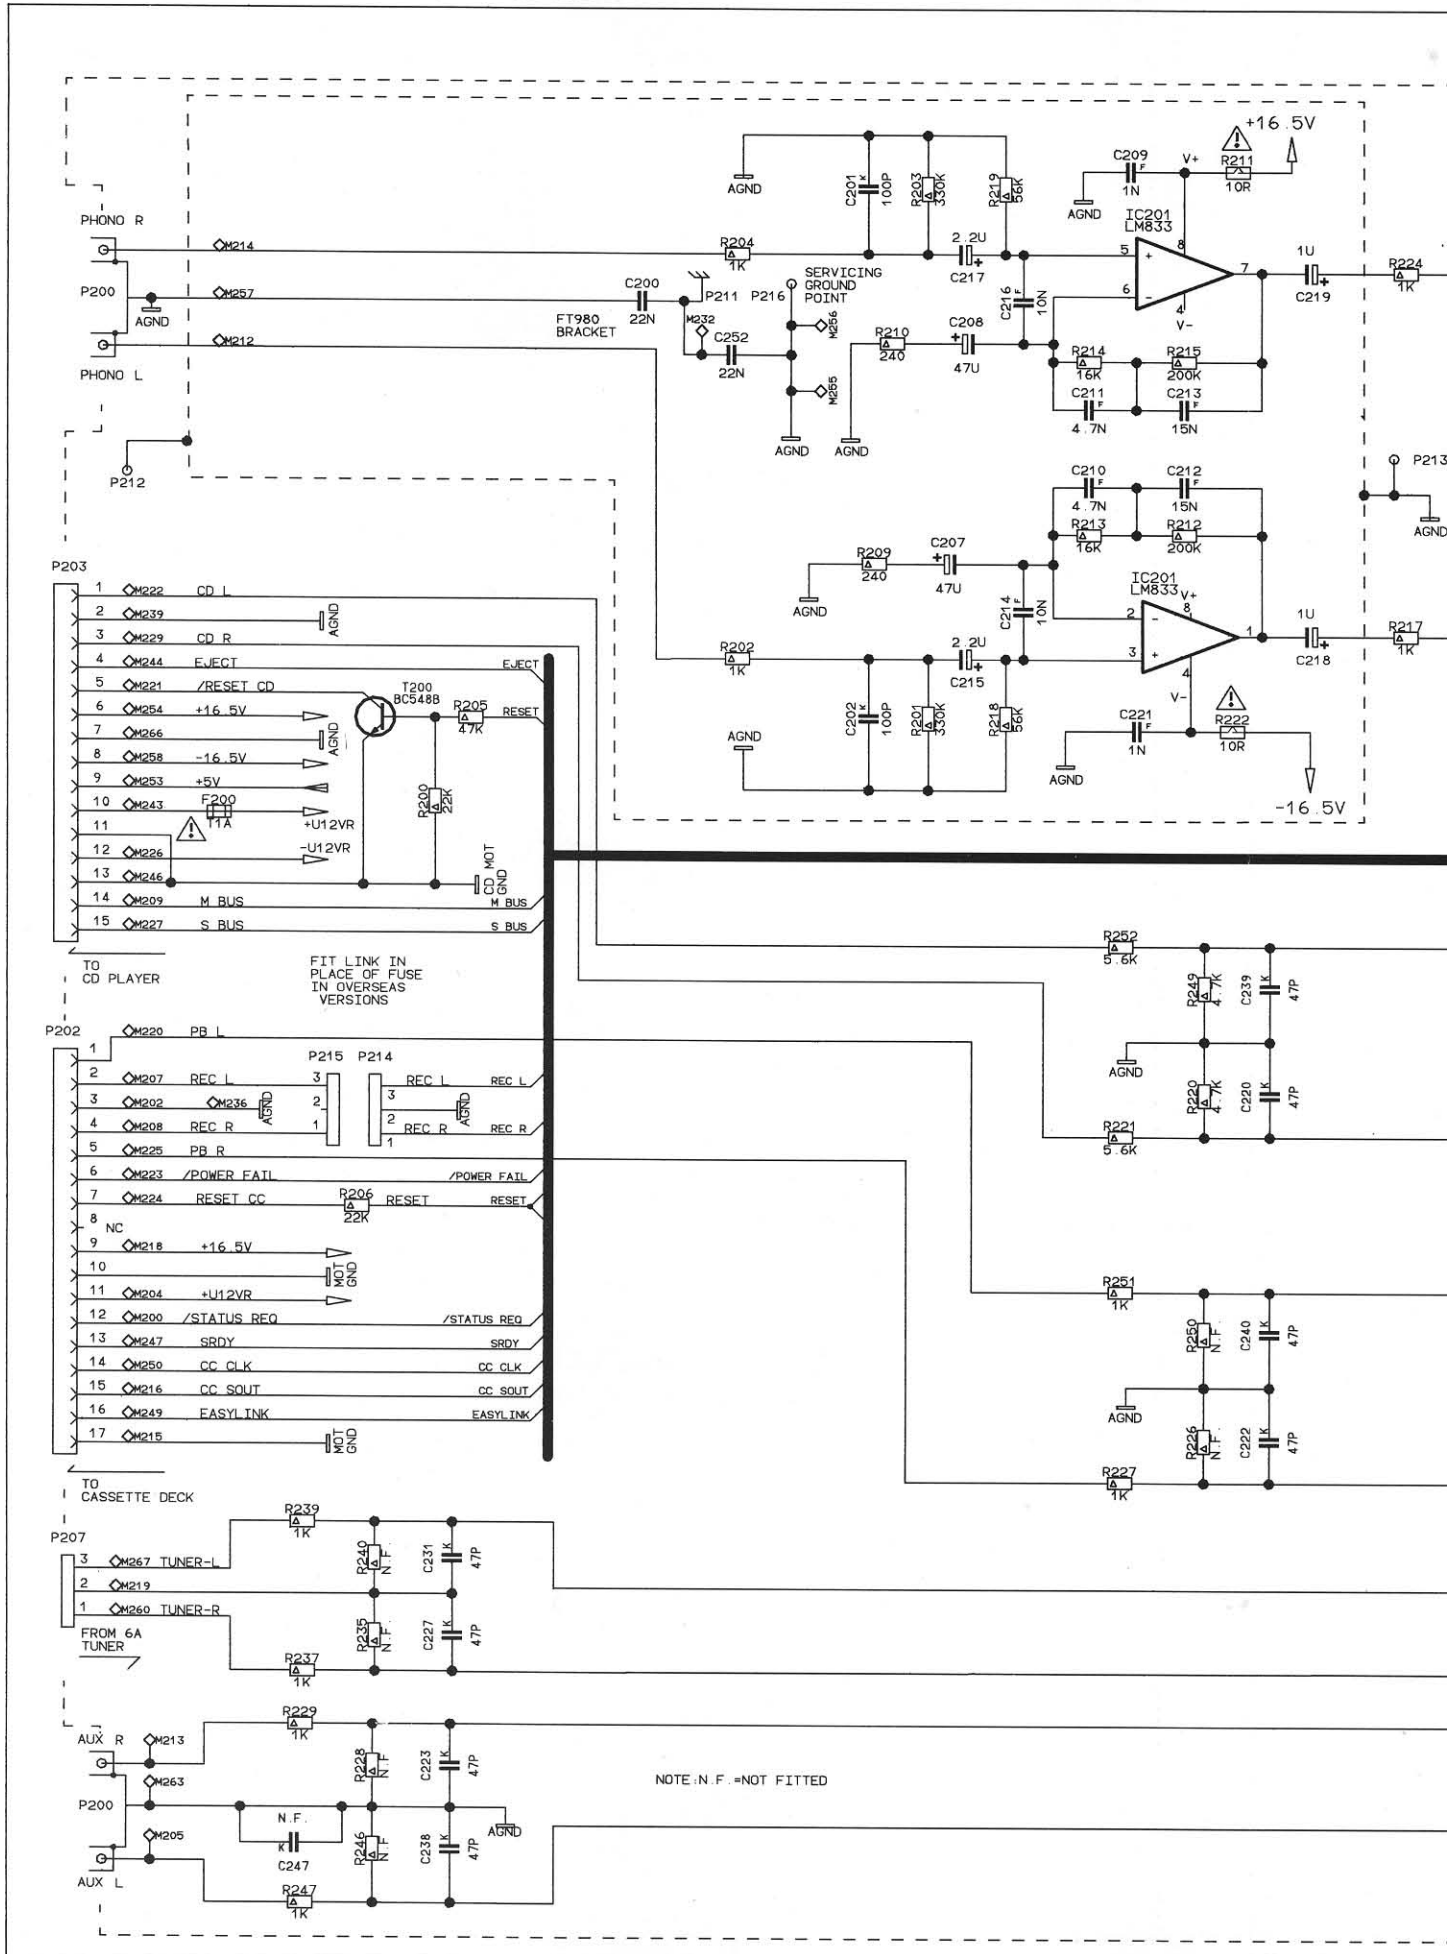 +16.5V
C209
1N
V+
R211
10R
AGND
AGND
C201
K
100P
R203
330K
R219
56K
IC201
LM833
PHONO R
M214
R204
1K
2.2U
C217
5
+
8
7
6
-
4
V-
1U
C219
R224
1K
P200
AGND
M257
C200
22N
P211
P216
SERVICING
GROUND
POINT
C216
F
10N
FT980
BRACKET
M232
C252
22N
M256
M255
R210
240
C208
47U
M212
PHONO L
R214
16K
R215
200K
C211
F
4.7N
C213
F
15N
AGND
AGND
P212
P213
AGND
C210
F
4.7N
C212
F
15N
R213
16K
R212
200K
P203
R209
240
C207
47U
AGND
C214
F
10N
IC201
LM833
V+
8
2
-
3
+
1
4
V-
1U
C218
R217
1K
1 M222 CD L
2 M239 AGND
3 M229 CD R
4 M244 EJECT EJECT
5 M221 /RESET CD
T200
BC548B
R205
47K
RESET
6 M254 +16.5V
7 M266 AGND
8 M258 -16.5V
9 M253 +5V
10 M243 F200
T1A
+U12VR
11
-U12VR
12 M226
13 M246
R200
22K
CD MOT
GND
14 M209 M BUS M BUS
15 M227 S BUS S BUS
R202
1K
2.2U
C215
C202
K
100P
R201
330K
R218
56K
AGND
C221
F
1N
R222
10R
AGND
-16.5V
TO
CD PLAYER
FIT LINK IN
PLACE OF FUSE
IN OVERSEAS
VERSIONS
R252
5.6K
R249
4.7K
C239
K
47P
AGND
R220
4.7K
C220
K
47P
R221
5.6K
P202
1 M220 PB L
P215 P214
2 M207 REC L 3 REC L REC L
3
3 M202 M236 AGND 2 AGND
2
4 M208 REC R 1 REC R REC R
1
5 M225 PB R
6 M223 /POWER FAIL /POWER FAIL
7 M224 RESET CC R206 RESET RESET
22K
8 NC
9 M218 +16.5V
10 MOT
GND
11 M204 +U12VR
12 M200 /STATUS REQ /STATUS REQ
13 M247 SRDY SRDY
14 M250 CC CLK CC CLK
15 M216 CC SOUT CC SOUT
16 M249 EASYLINK EASYLINK
17 M215 MOT
GND
TO
CASSETTE DECK
R251
1K
R250
N.F.
C240
K
47P
AGND
R226
N.F.
C222
K
47P
R227
1K
P207
R239
1K
3 M267 TUNER-L
2 M219
1 M260 TUNER-R
R240
N.F.
C231
K
47P
R235
N.F.
C227
K
47P
FROM 6A
TUNER
R237
1K
R229
1K
AUX R M213
M263
P200
M205
AUX L
R228
N.F
C223
K
47P
N.F.
K
C247
R246
N.F
C238
K
47P
AGND
R247
1K
NOTE:N.F.=NOT FITTED